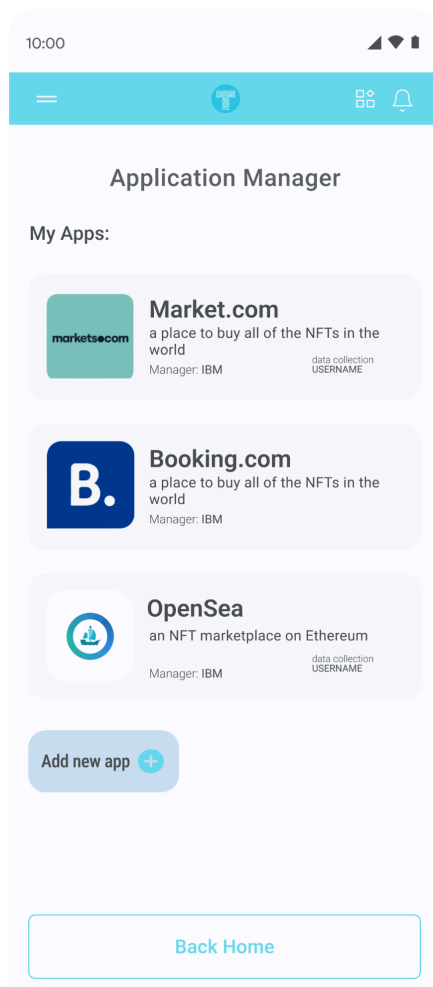 10:00
T
Application Manager
My Apps:
markets●com
Market.com
a place to buy all of the NFTs in the
world
Manager: IBM
data collection
USERNAME
B.
Booking.com
a place to buy all of the NFTs in the
world
Manager: IBM
OpenSea
an NFT marketplace on Ethereum
Manager: IBM
data collection
USERNAME
Add new app
Back Home